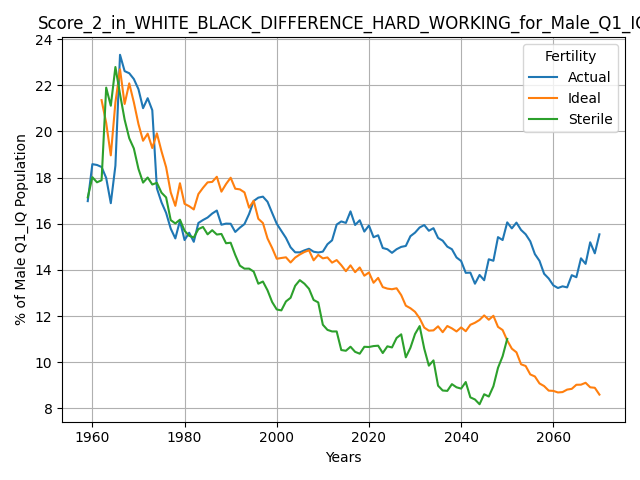 Score_2_in_WHITE_BLACK_DIFFERENCE_HARD_WORKING_for_Male_Q1_IQ
Fertility
Actual
Ideal
Sterile
% of Male Q1_IQ Population
24
22
20
18
16
14
12
10
8
1960
1980
2000
2020
2040
2060
Years